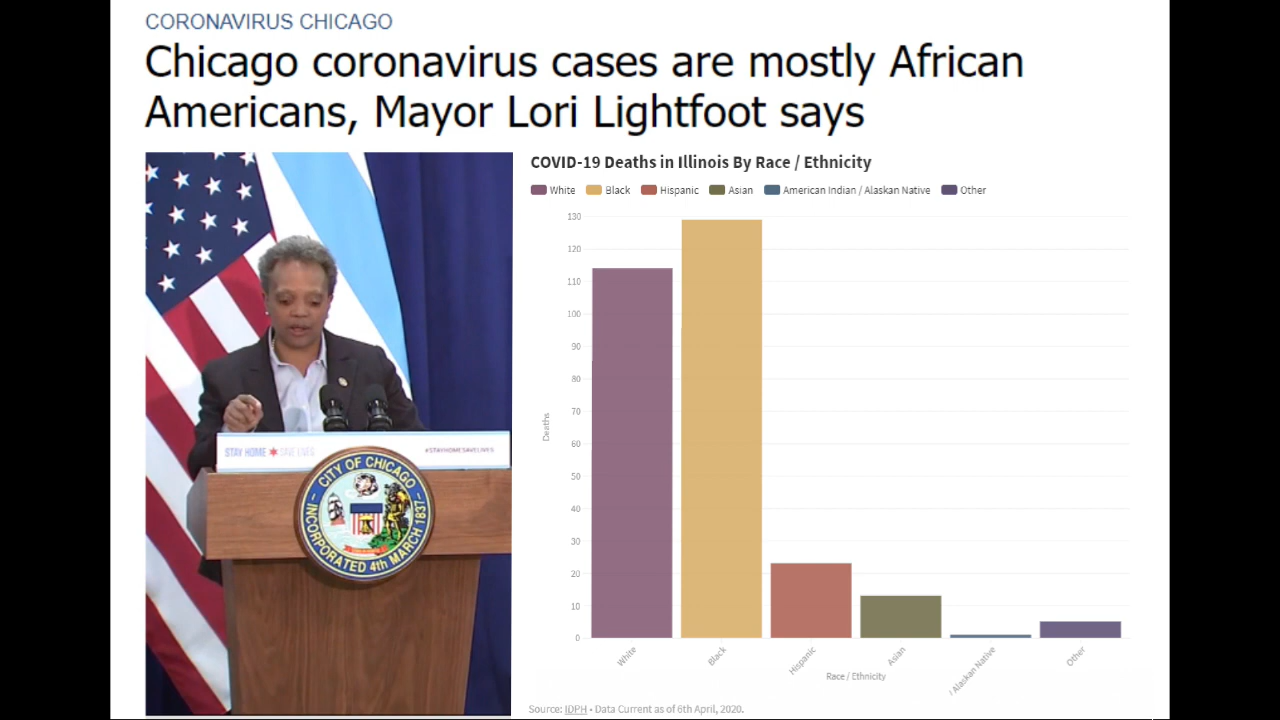 CORONAVIRUS CHICAGO
Chicago coronavirus cases are mostly African
Americans, Mayor Lori Lightfoot says
COVID-19 Deaths in Illinois By Race / Ethnicity
White Black Hispanic Asian American Indian / Alaskan Native Other
130
120
110
100
90
80
70
60
50
40
30
20
10
0
Deaths
White Black Hispanic Asian / Alaskan Native Other
Race / Ethnicity
Source: IDPH • Data Current as of 6th April, 2020.
STAY HOME SAVE LIVES
#STAYHOMESAVELIVES
CITY OF CHICAGO
INCORPORATED 4th MARCH 1837